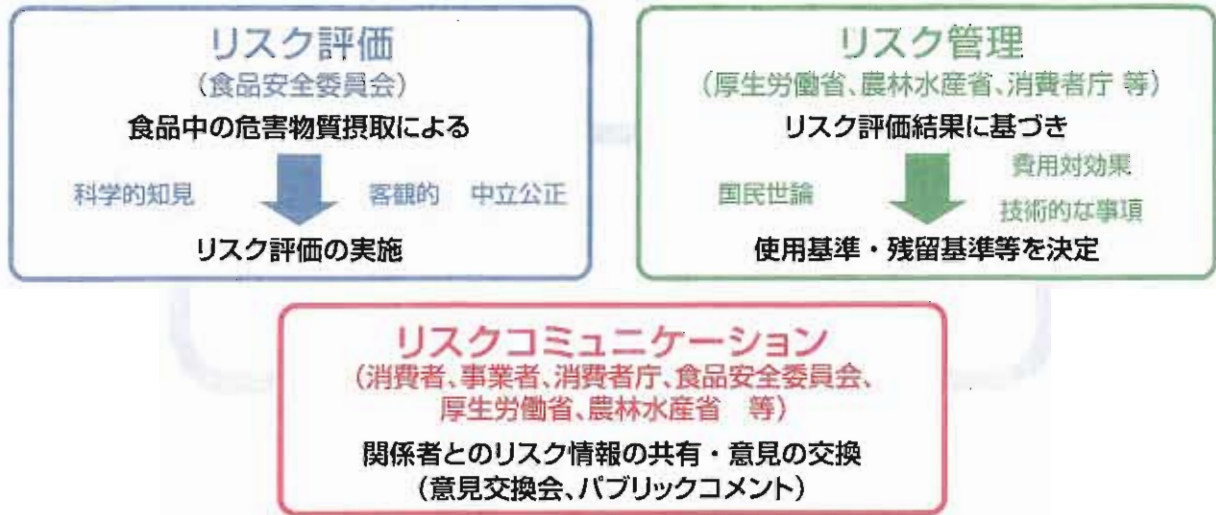 リスク評価
(食品安全委員会)
食品中の危害物質摂取による
科学的知見
客観的 中立公正
リスク評価の実施
リスク管理
(厚生労働省、農林水産省、消費者庁 等)
リスク評価結果に基づき
国民世論
費用対効果
技術的な事項
使用基準・残留基準等を決定
リスクコミュニケーション
(消費者、事業者、消費者庁、食品安全委員会、
厚生労働省、農林水産省 等)
関係者とのリスク情報の共有・意見の交換
(意見交換会、パブリックコメント)